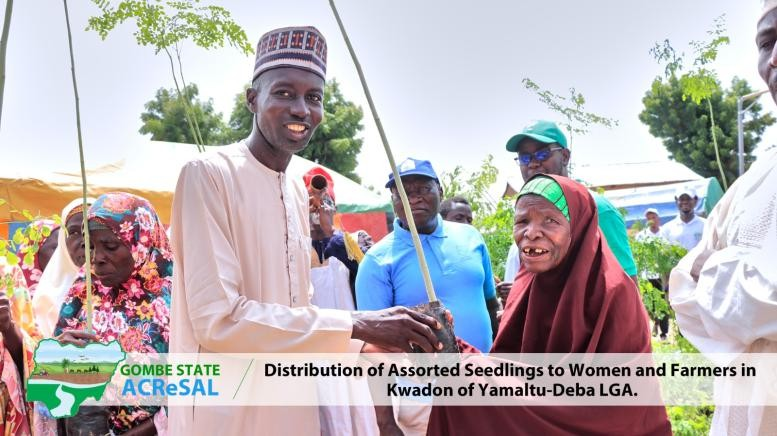 GOMBE STATE
ACReSAL
Distribution of Assorted Seedlings to Women and Farmers in
Kwadon of Yamaltu-Deba LGA.